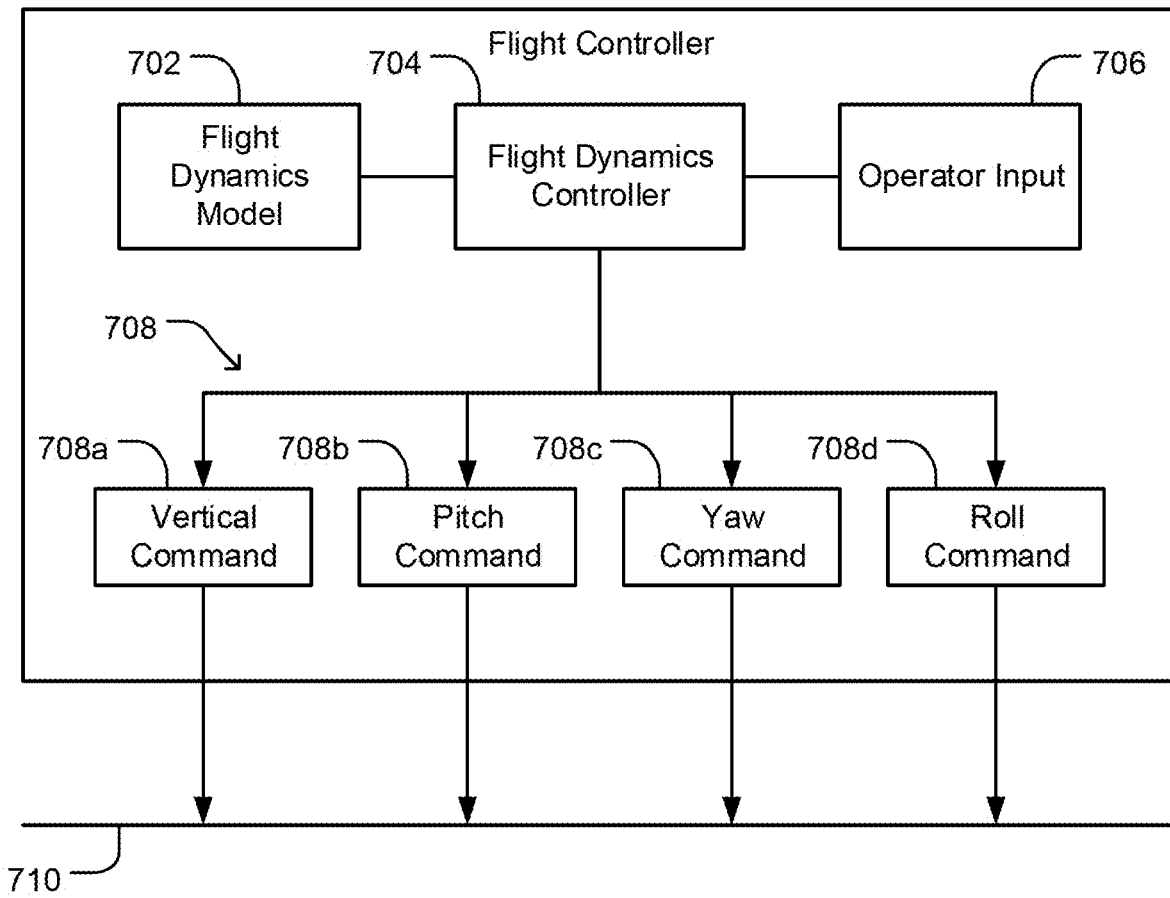 Flight Controller
702
704
706
Flight
Dynamics
Model
Flight Dynamics
Controller
Operator Input
708
708a
708b
708c
708d
Vertical
Command
Pitch
Command
Yaw
Command
Roll
Command
710